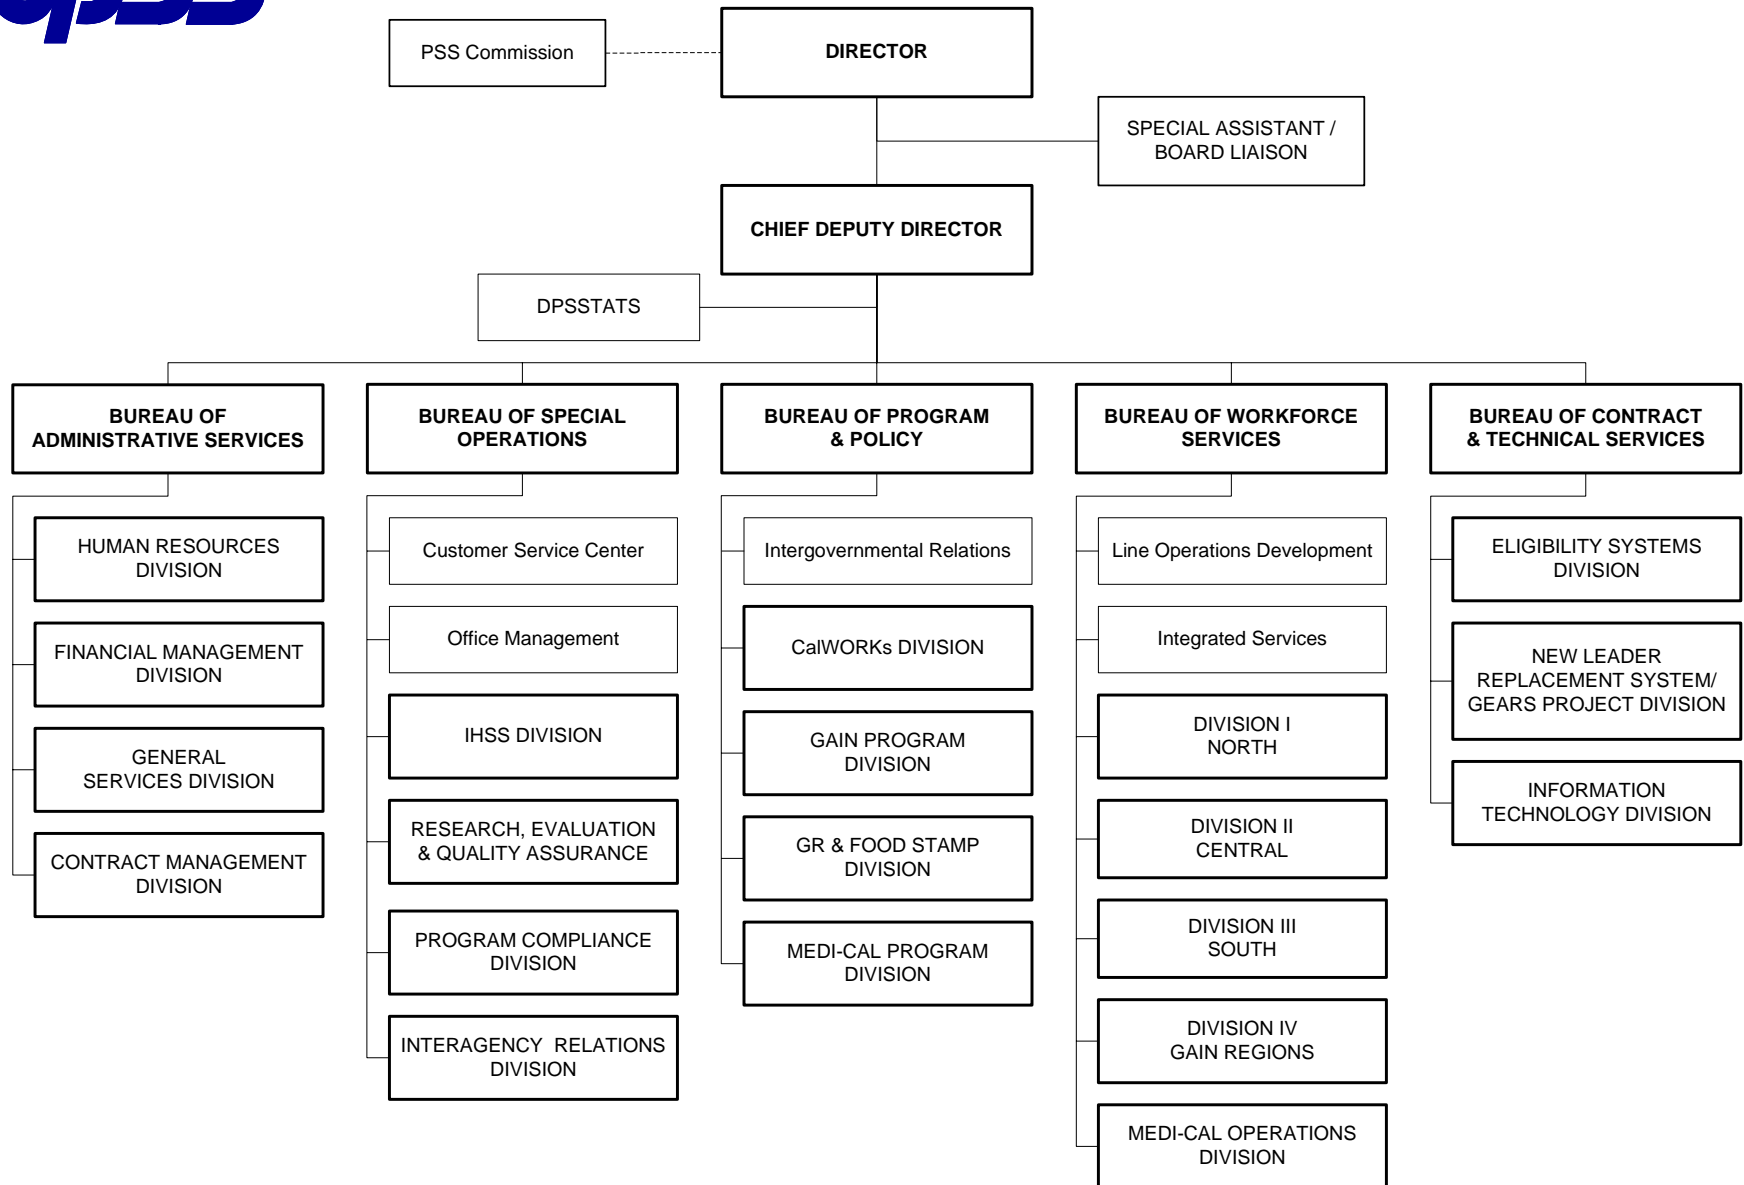 dpss
PSS Commission
DIRECTOR
SPECIAL ASSISTANT /
BOARD LIAISON
CHIEF DEPUTY DIRECTOR
DPSSTATS
BUREAU OF
ADMINISTRATIVE SERVICES
HUMAN RESOURCES
DIVISION
FINANCIAL MANAGEMENT
DIVISION
GENERAL
SERVICES DIVISION
CONTRACT MANAGEMENT
DIVISION
BUREAU OF SPECIAL
OPERATIONS
Customer Service Center
Office Management
IHSS DIVISION
RESEARCH, EVALUATION
& QUALITY ASSURANCE
PROGRAM COMPLIANCE
DIVISION
INTERAGENCY RELATIONS
DIVISION
BUREAU OF PROGRAM
& POLICY
Intergovernmental Relations
CalWORKs DIVISION
GAIN PROGRAM
DIVISION
GR & FOOD STAMP
DIVISION
MEDI-CAL PROGRAM
DIVISION
BUREAU OF WORKFORCE
SERVICES
Line Operations Development
Integrated Services
DIVISION I
NORTH
DIVISION II
CENTRAL
DIVISION III
SOUTH
DIVISION IV
GAIN REGIONS
MEDI-CAL OPERATIONS
DIVISION
BUREAU OF CONTRACT
& TECHNICAL SERVICES
ELIGIBILITY SYSTEMS
DIVISION
NEW LEADER
REPLACEMENT SYSTEM/
GEARS PROJECT DIVISION
INFORMATION
TECHNOLOGY DIVISION